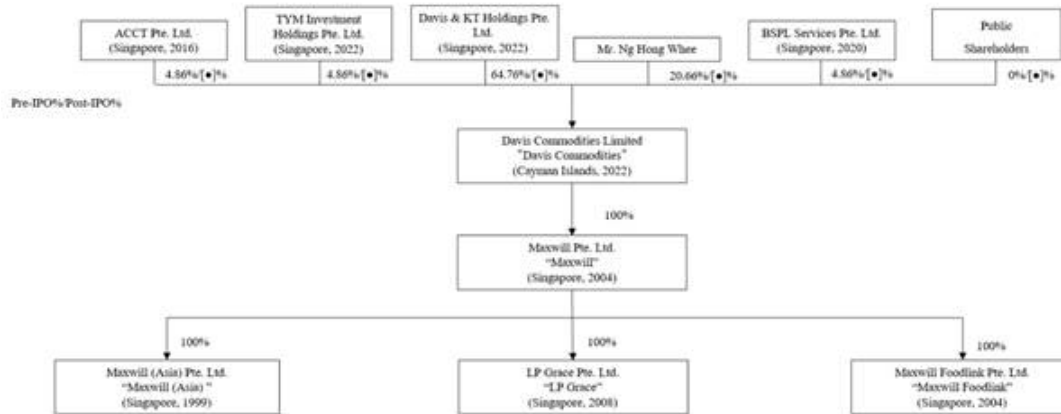 ACCT Pte. Ltd.
(Singapore, 2016)
TYM Investment
Holdings Pte. Ltd.
(Singapore, 2022)
Davis & KT Holdings Pte.
Ltd.
(Singapore, 2022)
Mr. Ng Hong Whee
BSPL Services Pte. Ltd.
(Singapore, 2020)
Public
Shareholders
4.86%/[●]%
4.86%/[●]%
64.76%/[●]%
20.66%/[●]%
4.86%/[●]%
0%/[●]%
Pre-IPO%/Post-IPO%
Davis Commodities Limited
"Davis Commodities"
(Cayman Islands, 2022)
100%
Maxwill Pte. Ltd.
“Maxwill”
(Singapore, 2004)
100%
100%
100%
Maxwill (Asia) Pte. Ltd.
“Maxwill (Asia) ”
(Singapore, 1999)
LP Grace Pte. Ltd.
“LP Grace”
(Singapore, 2008)
Maxwill Foodlink Pte. Ltd.
“Maxwill Foodlink”
(Singapore, 2004)